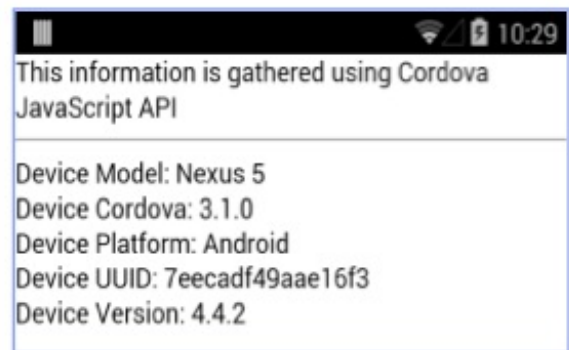 10:29
This information is gathered using Cordova
JavaScript API
Device Model: Nexus 5
Device Cordova: 3.1.0
Device Platform: Android
Device UUID: 7eecadf49aae16f3
Device Version: 4.4.2